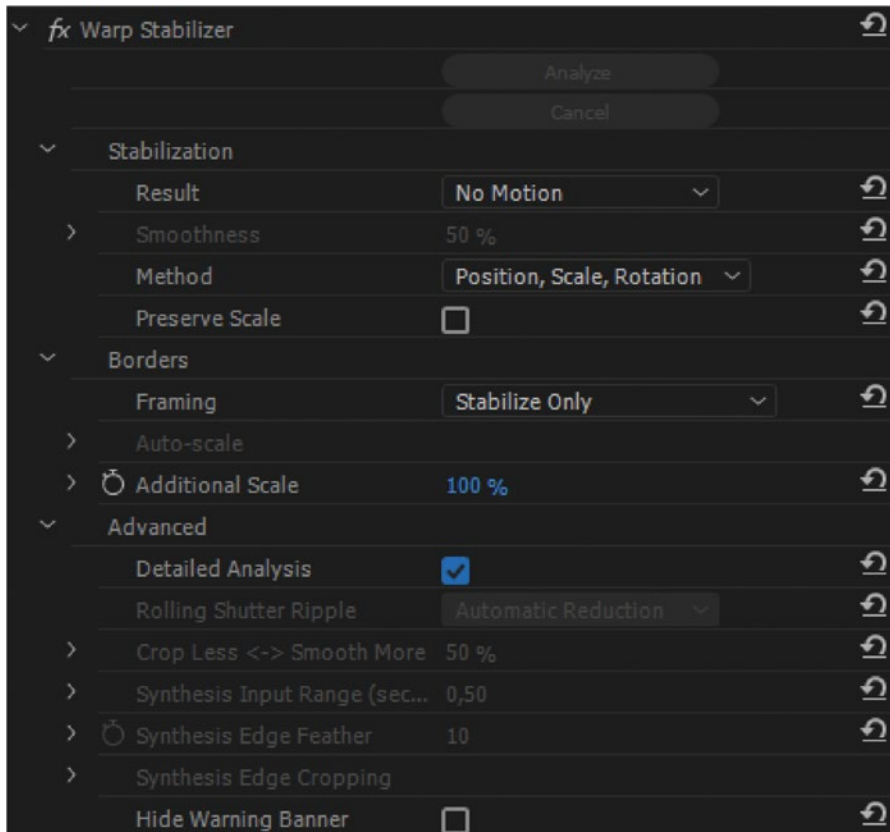 fx Warp Stabilizer
Analyze
Cancel
Stabilization
Result No Motion
Smoothness 50 %
Method Position, Scale, Rotation
Preserve Scale
Borders
Framing Stabilize Only
Auto-scale
Additional Scale 100 %
Advanced
Detailed Analysis
Rolling Shutter Ripple Automatic Reduction
Crop Less <-> Smooth More 50 %
Synthesis Input Range (sec... 0,50
Synthesis Edge Feather 10
Synthesis Edge Cropping
Hide Warning Banner